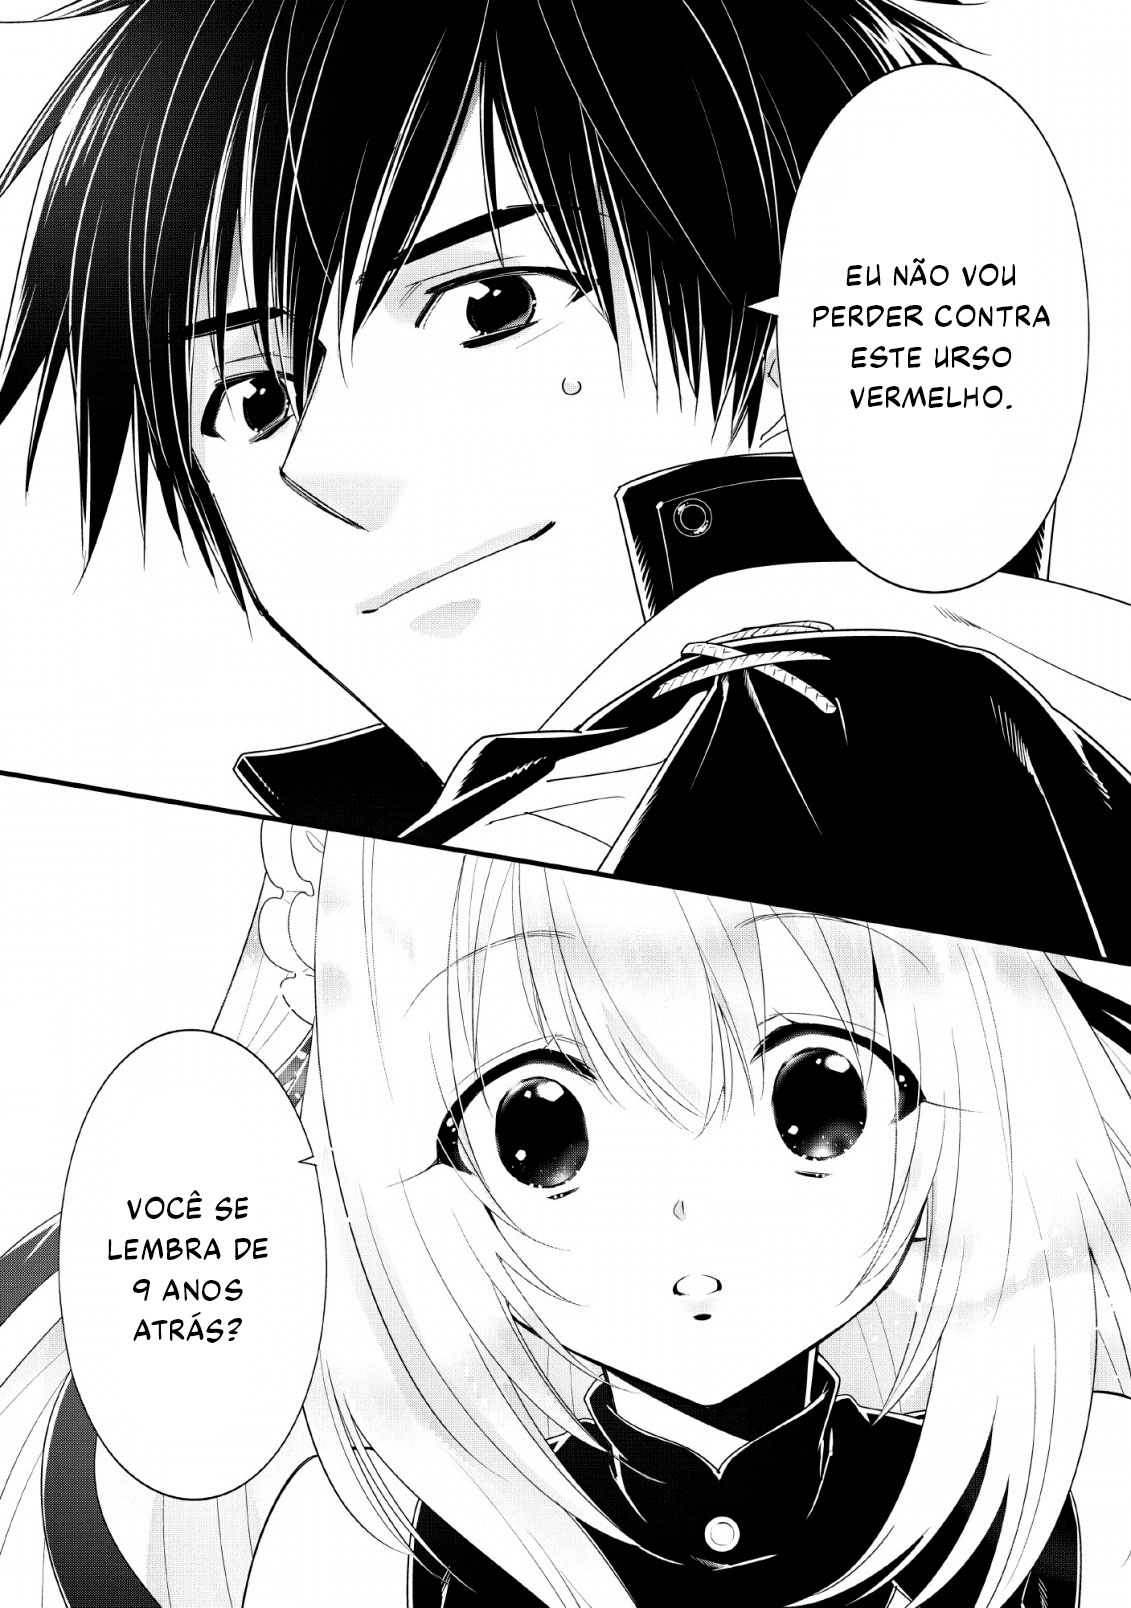 EU NÃO VOU
PERDER CONTRA
ESTE URSO
VERMELHO.
VOCÊ SE
LEMBRA DE
9 ANOS
ATRÁS?